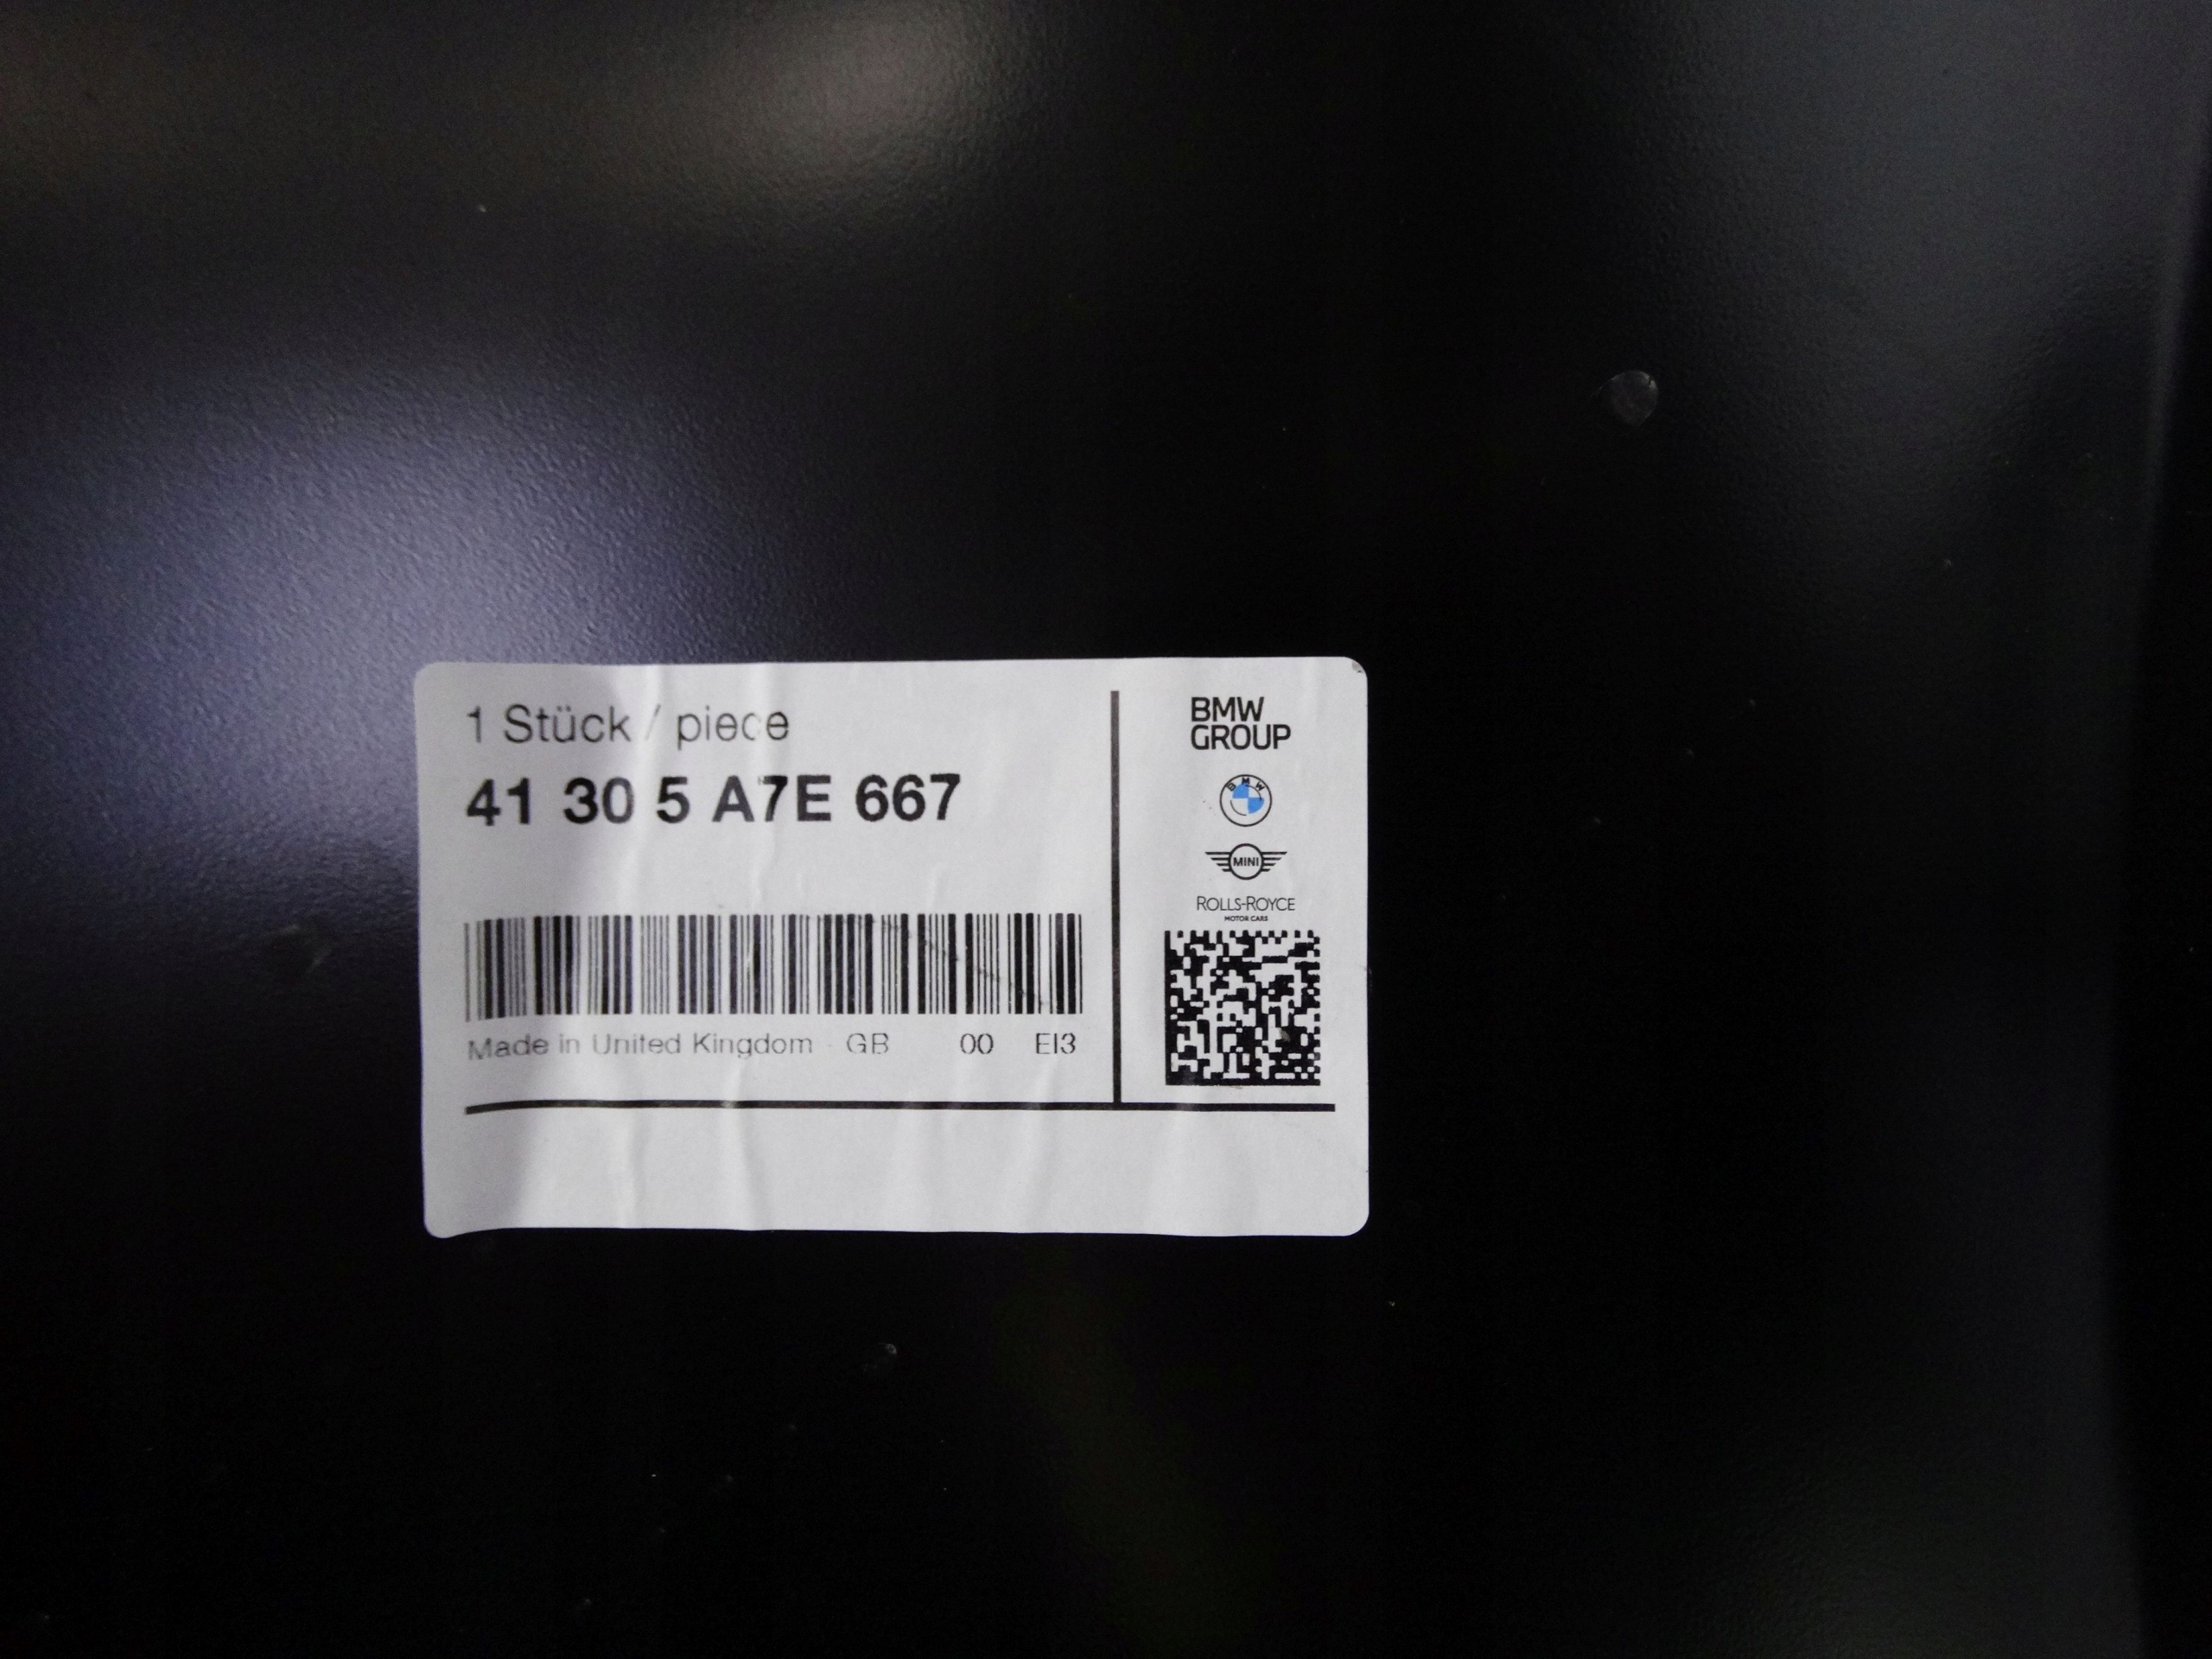 1 Stück / piece
41 30 5 A7E 667
Made in United Kingdom GB 00 EI3
BMW
GROUP
BMW
MINI
ROLLS-ROYCE
MOTOR CARS